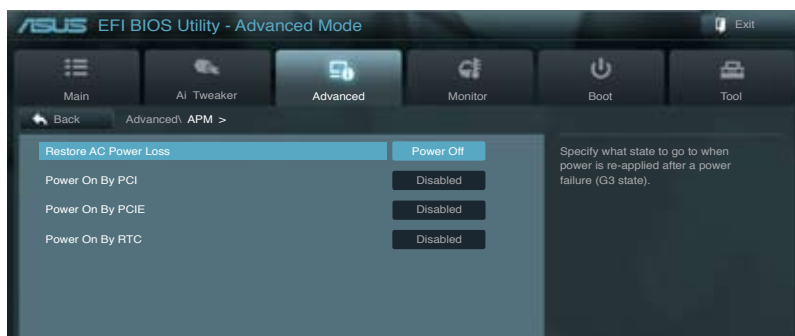 ASUS EFI BIOS Utility - Advanced Mode
Exit
Main
Ai Tweaker
Advanced
Monitor
Boot
Tool
Back
Advanced\ APM >
Restore AC Power Loss
Power Off
Power On By PCI
Disabled
Power On By PCIE
Disabled
Power On By RTC
Disabled
Specify what state to go to when
power is re-applied after a power
failure (G3 state).